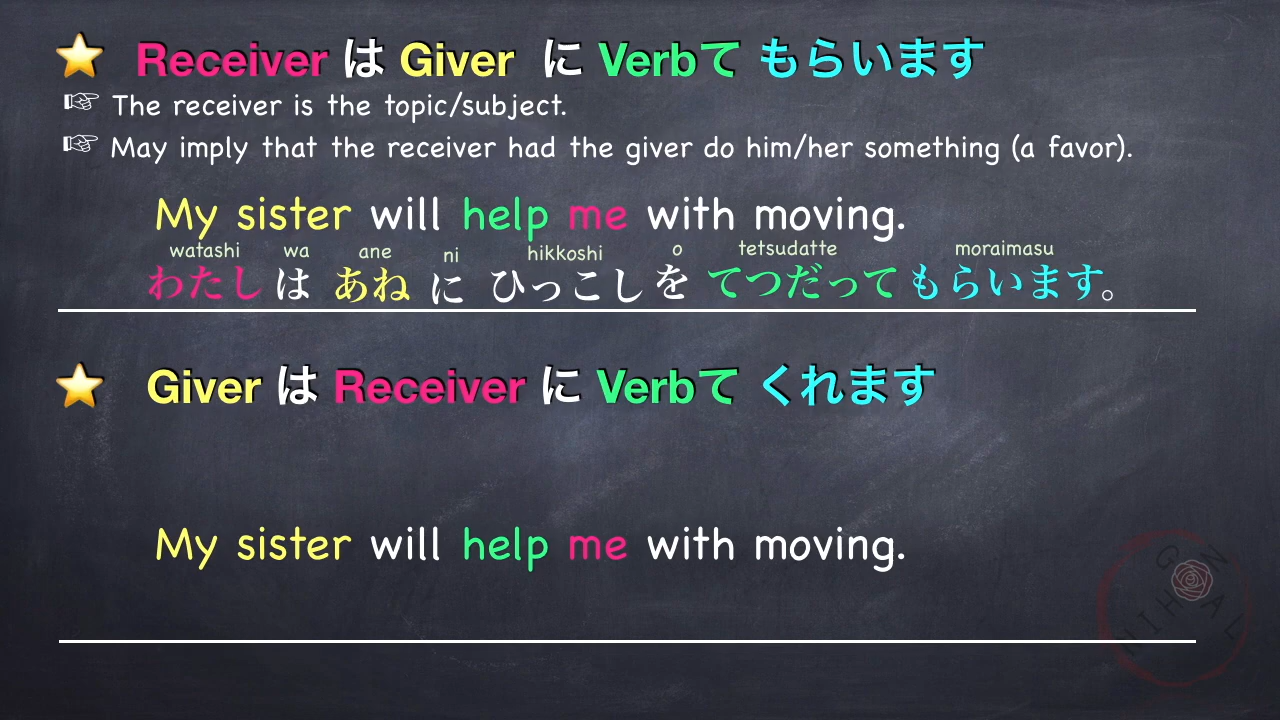 ⭐ Receiver は Giver に Verbて もらいます
☞ The receiver is the topic/subject.
☞ May imply that the receiver had the giver do him/her something (a favor).
My sister will help me with moving.
watashi wa ane ni hikkoshi o tetsudatte moraimasu
わたし は あね に ひっこし を てつだって もらいます。
⭐ Giver は Receiver に Verbて くれます
My sister will help me with moving.
NIHON GAL